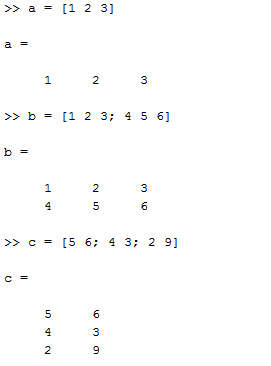 >> a = [1 2 3]
a =
1 2 3
>> b = [1 2 3; 4 5 6]
b =
1 2 3
4 5 6
>> c = [5 6; 4 3; 2 9]
c =
5 6
4 3
2 9